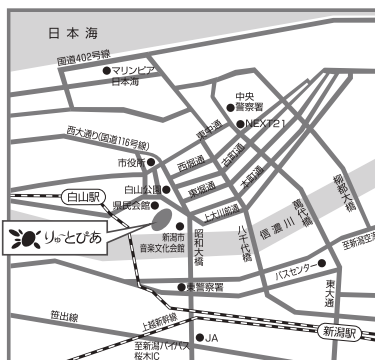 日本海
国道402号線
マリンピア
日本海
中央
警察署
NEXT21
西大通り(国道116号線)
東中通
市役所
西堀通
古町通
本町通
白山公園
東堀通
上大川前通
白山駅
県民会館
りゅーとぴあ
新潟市
音楽文化会館
昭和大橋
八千代橋
信濃川
萬代橋
柳都大橋
至新潟空港
バスセンター
東大通
東警察署
笹出線
上越新幹線
至新潟バイパス
桜木IC
JA
新潟駅